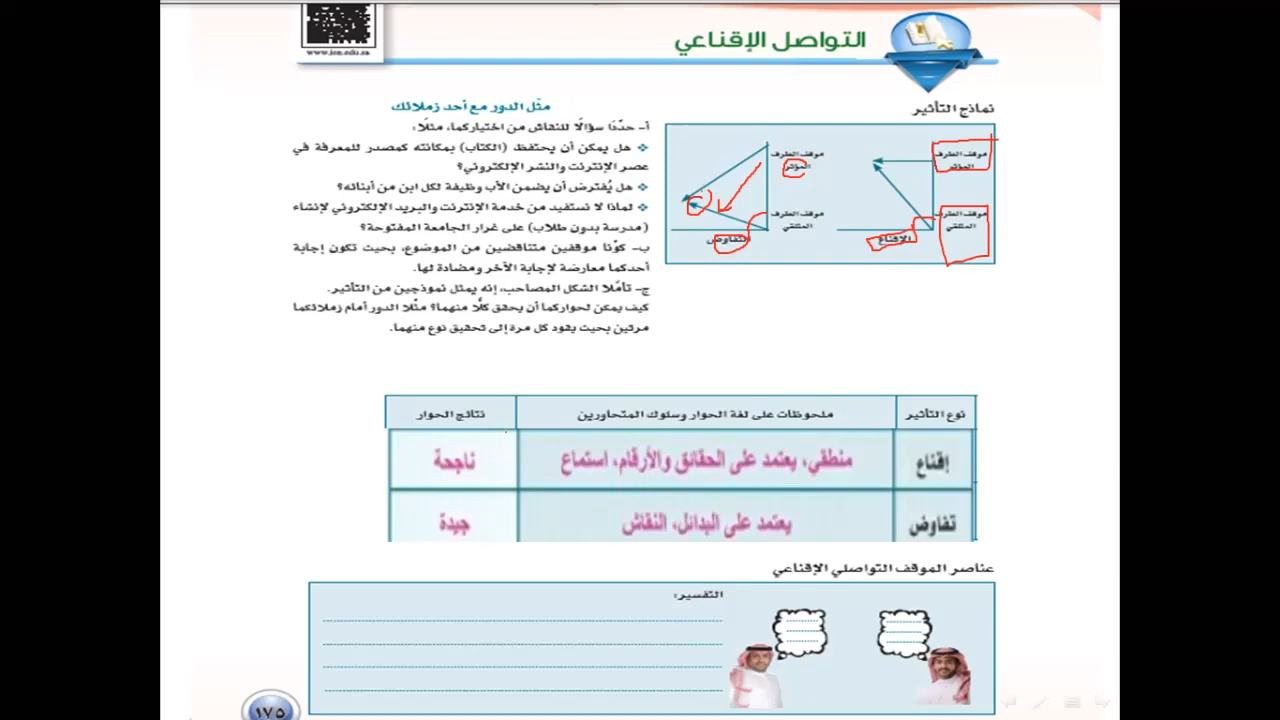 www.ien.edu.sa
التواصل الإقناعي
نماذج التأثير
موقف الطرف
المؤثر
موقف الطرف
المتلقي
الإقناع
موقف الطرف
المؤثر
موقف الطرف
المتلقي
التفاوض
مثّل الدور مع أحد زملائك
أ- حدّدا سؤالًا للنقاش من اختياركما، مثلًا:
هل يمكن أن يحتفظ (الكتاب) بمكانته كمصدر للمعرفة في
عصر الإنترنت والنشر الإلكتروني؟
هل يُفترض أن يضمن الأب وظيفة لكل ابن من أبنائه؟
لماذا لا نستفيد من خدمة الإنترنت والبريد الإلكتروني لإنشاء
(مدرسة بدون طلاب) على غرار الجامعة المفتوحة؟
ب- كوّنا موقفين متناقضين من الموضوع، بحيث تكون إجابة
أحدكما معارضة لإجابة الآخر ومضادة لها.
ج- تأمّلا الشكل المصاحب، إنه يمثل نموذجين من التأثير.
كيف يمكن لحواركما أن يحقق كلًّا منهما؟ مثّلا الدور أمام زملائكما
مرتين بحيث يقود كل مرة إلى تحقيق نوع منهما.
نوع التأثير
ملحوظات على لغة الحوار وسلوك المتحاورين
نتائج الحوار
إقناع
منطقي، يعتمد على الحقائق والأرقام، استماع
ناجحة
تفاوض
يعتمد على البدائل، النقاش
جيدة
عناصر الموقف التواصلي الإقناعي
التفسير:
١٧٥